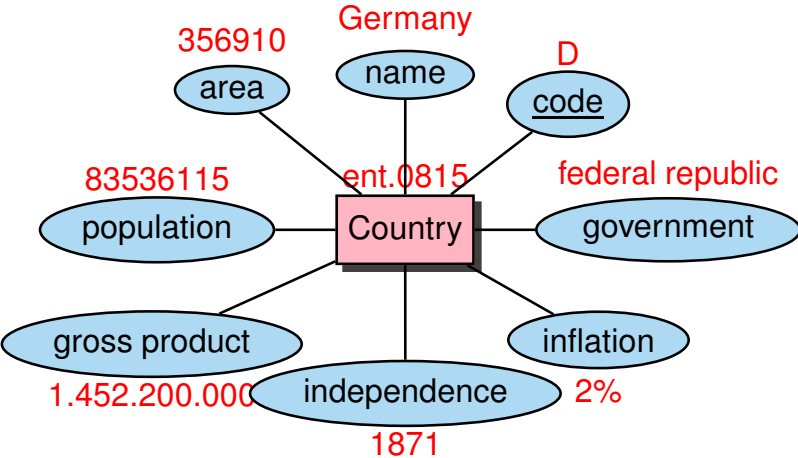 Germany
356910
D
name
area
code
83536115
ent.0815
federal republic
population
Country
government
gross product
inflation
1.452.200.000
independence
2%
1871